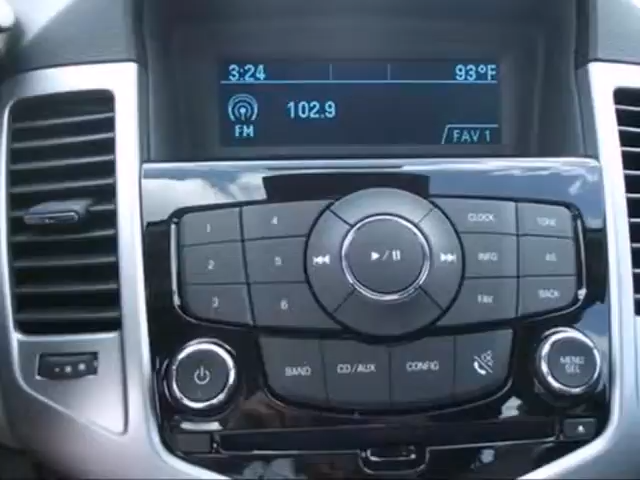 3:24 93°F
102.9
FM FAV 1
1 4 CLOCK TONE
2 5 INFO AS
3 6 FAV BACK
BAND CD/AUX CONFIG
MENU
SEL